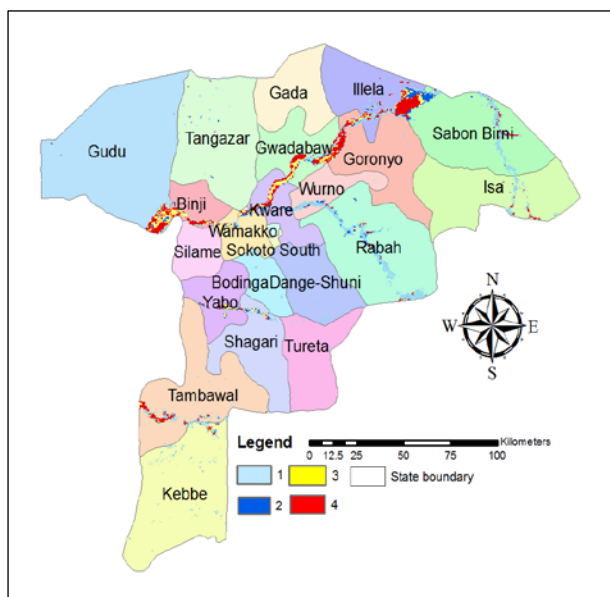 Illela
Gada
Sabon Birni
Tangazar
Gudu
Gwadabaw
Goronyo
Isa
Wurno
Binji
Kware
Wamakko
Silame
Sokoto South
Rabah
BodingaDange-Shuni
Yabo
Shagari
Tureta
Tambawal
Kebbe
N
W E
S
Legend
Kilometers
0 12.5 25 50 75 100
1 3 State boundary
2 4